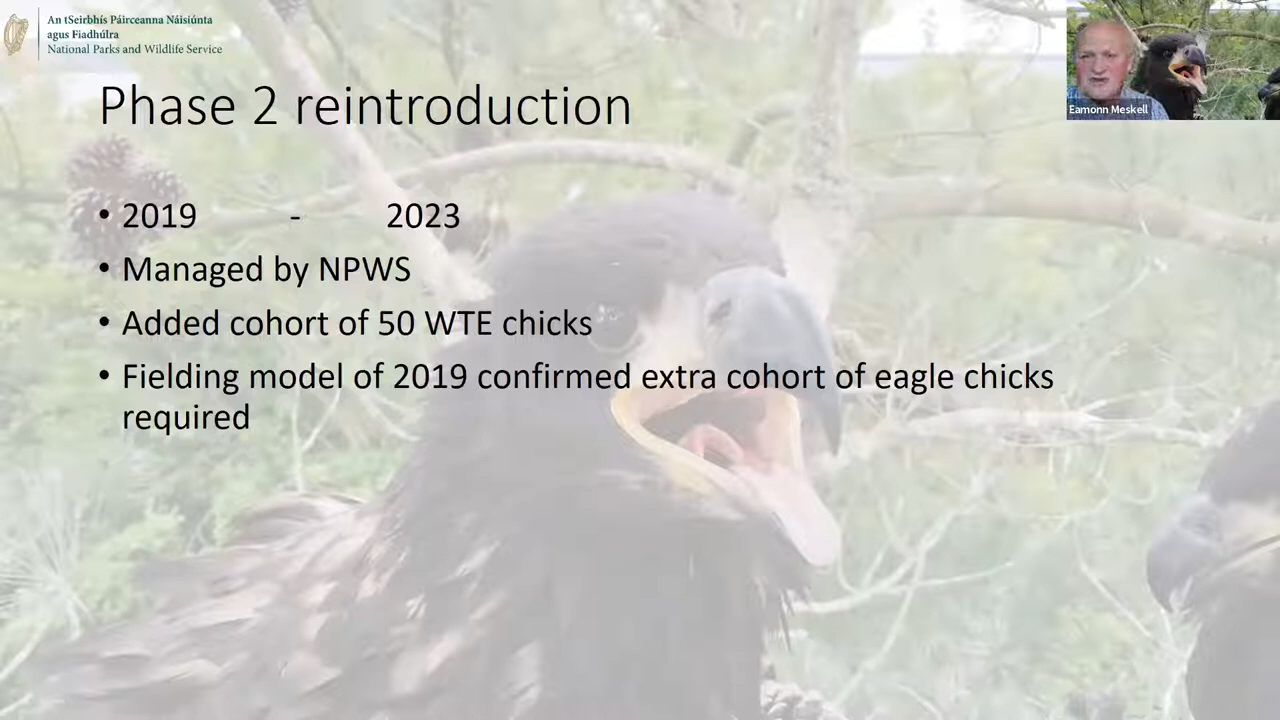 An tSeirbhís Páirceanna Náisiúnta
agus Fiadhúlra
National Parks and Wildlife Service
Eamonn Meskell
Phase 2 reintroduction
• 2019 - 2023
• Managed by NPWS
• Added cohort of 50 WTE chicks
• Fielding model of 2019 confirmed extra cohort of eagle chicks
required